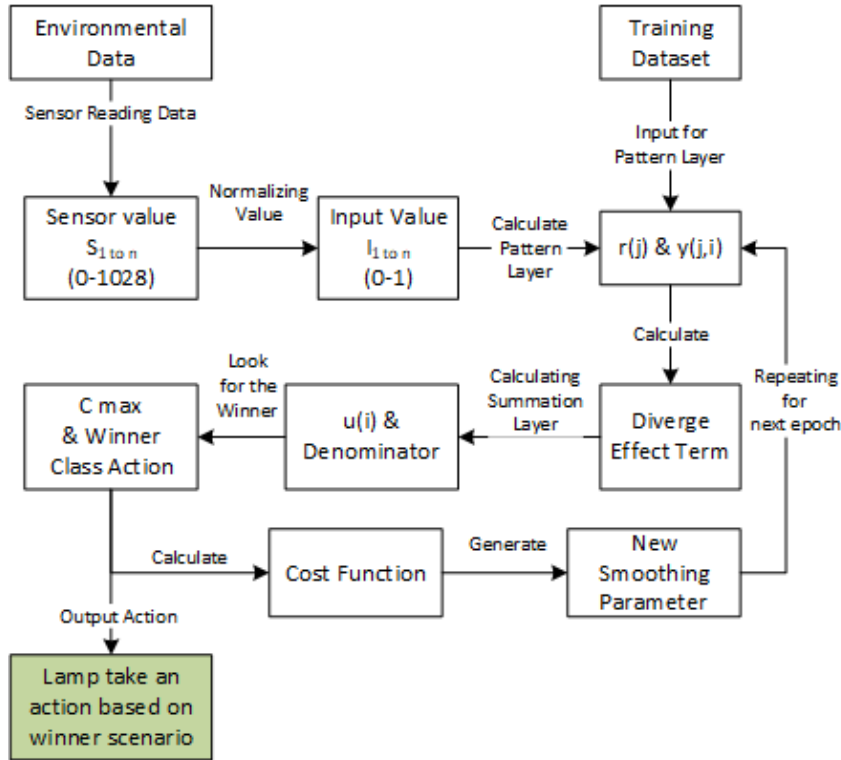 Environmental
Data
Training
Dataset
Sensor Reading Data
Input for
Pattern Layer
Sensor value
S1 to n
(0-1028)
Normalizing
Value
Input Value
I1 to n
(0-1)
Calculate
Pattern
Layer
r(j) & y(j,i)
Calculate
C max
& Winner
Class Action
Look
for the
Winner
u(i) &
Denominator
Calculating
Summation
Layer
Diverge
Effect Term
Repeating
for
next epoch
Calculate
Cost Function
Generate
New
Smoothing
Parameter
Output Action
Lamp take an
action based on
winner scenario